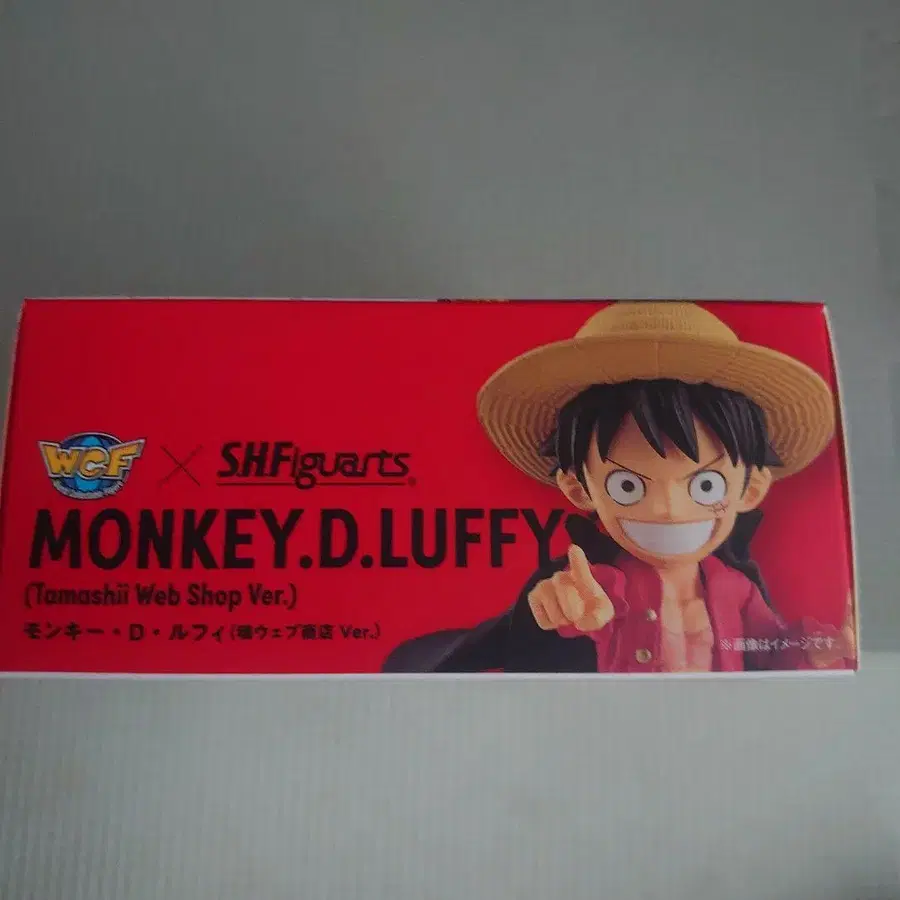 WCF × S.H.Figuarts®
MONKEY.D.LUFFY
(Tamashii Web Shop Ver.)
モンキー・D・ルフィ(魂ウェブ商店 Ver.)
※画像はイメージです。